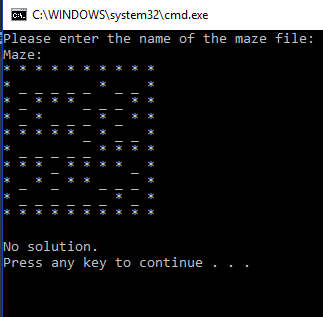 C:\WINDOWS\system32\cmd.exe
Please enter the name of the maze file:
Maze:
* * * * * * * * * *
* _ _ _ _ _ * _ _ *
* _ * * * _ _ _ * *
* _ * _ _ _ * _ _ *
* * * * * _ * _ * *
* _ _ _ _ _ * * * *
* * * _ * * * * _ *
* _ * _ * * _ _ _ *
* _ _ _ _ _ _ * _ *
* * * * * * * * * *
No solution.
Press any key to continue . . .